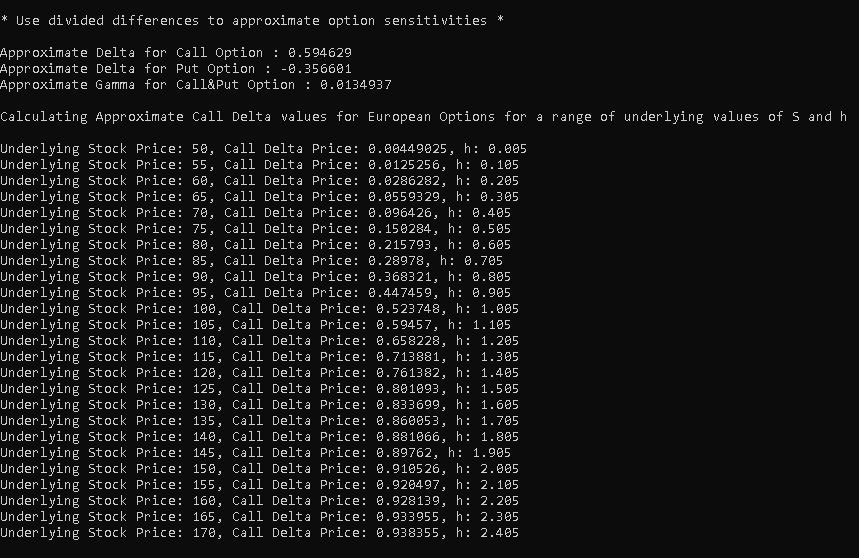 * Use divided differences to approximate option sensitivities *
Approximate Delta for Call Option : 0.594629
Approximate Delta for Put Option : -0.356601
Approximate Gamma for Call&Put Option : 0.0134937
Calculating Approximate Call Delta values for European Options for a range of underlying values of S and h
Underlying Stock Price: 50, Call Delta Price: 0.00449025, h: 0.005
Underlying Stock Price: 55, Call Delta Price: 0.0125256, h: 0.105
Underlying Stock Price: 60, Call Delta Price: 0.0286282, h: 0.205
Underlying Stock Price: 65, Call Delta Price: 0.0559329, h: 0.305
Underlying Stock Price: 70, Call Delta Price: 0.096426, h: 0.405
Underlying Stock Price: 75, Call Delta Price: 0.150284, h: 0.505
Underlying Stock Price: 80, Call Delta Price: 0.215793, h: 0.605
Underlying Stock Price: 85, Call Delta Price: 0.28978, h: 0.705
Underlying Stock Price: 90, Call Delta Price: 0.368321, h: 0.805
Underlying Stock Price: 95, Call Delta Price: 0.447459, h: 0.905
Underlying Stock Price: 100, Call Delta Price: 0.523748, h: 1.005
Underlying Stock Price: 105, Call Delta Price: 0.59457, h: 1.105
Underlying Stock Price: 110, Call Delta Price: 0.658228, h: 1.205
Underlying Stock Price: 115, Call Delta Price: 0.713881, h: 1.305
Underlying Stock Price: 120, Call Delta Price: 0.761382, h: 1.405
Underlying Stock Price: 125, Call Delta Price: 0.801093, h: 1.505
Underlying Stock Price: 130, Call Delta Price: 0.833699, h: 1.605
Underlying Stock Price: 135, Call Delta Price: 0.860053, h: 1.705
Underlying Stock Price: 140, Call Delta Price: 0.881066, h: 1.805
Underlying Stock Price: 145, Call Delta Price: 0.89762, h: 1.905
Underlying Stock Price: 150, Call Delta Price: 0.910526, h: 2.005
Underlying Stock Price: 155, Call Delta Price: 0.920497, h: 2.105
Underlying Stock Price: 160, Call Delta Price: 0.928139, h: 2.205
Underlying Stock Price: 165, Call Delta Price: 0.933955, h: 2.305
Underlying Stock Price: 170, Call Delta Price: 0.938355, h: 2.405